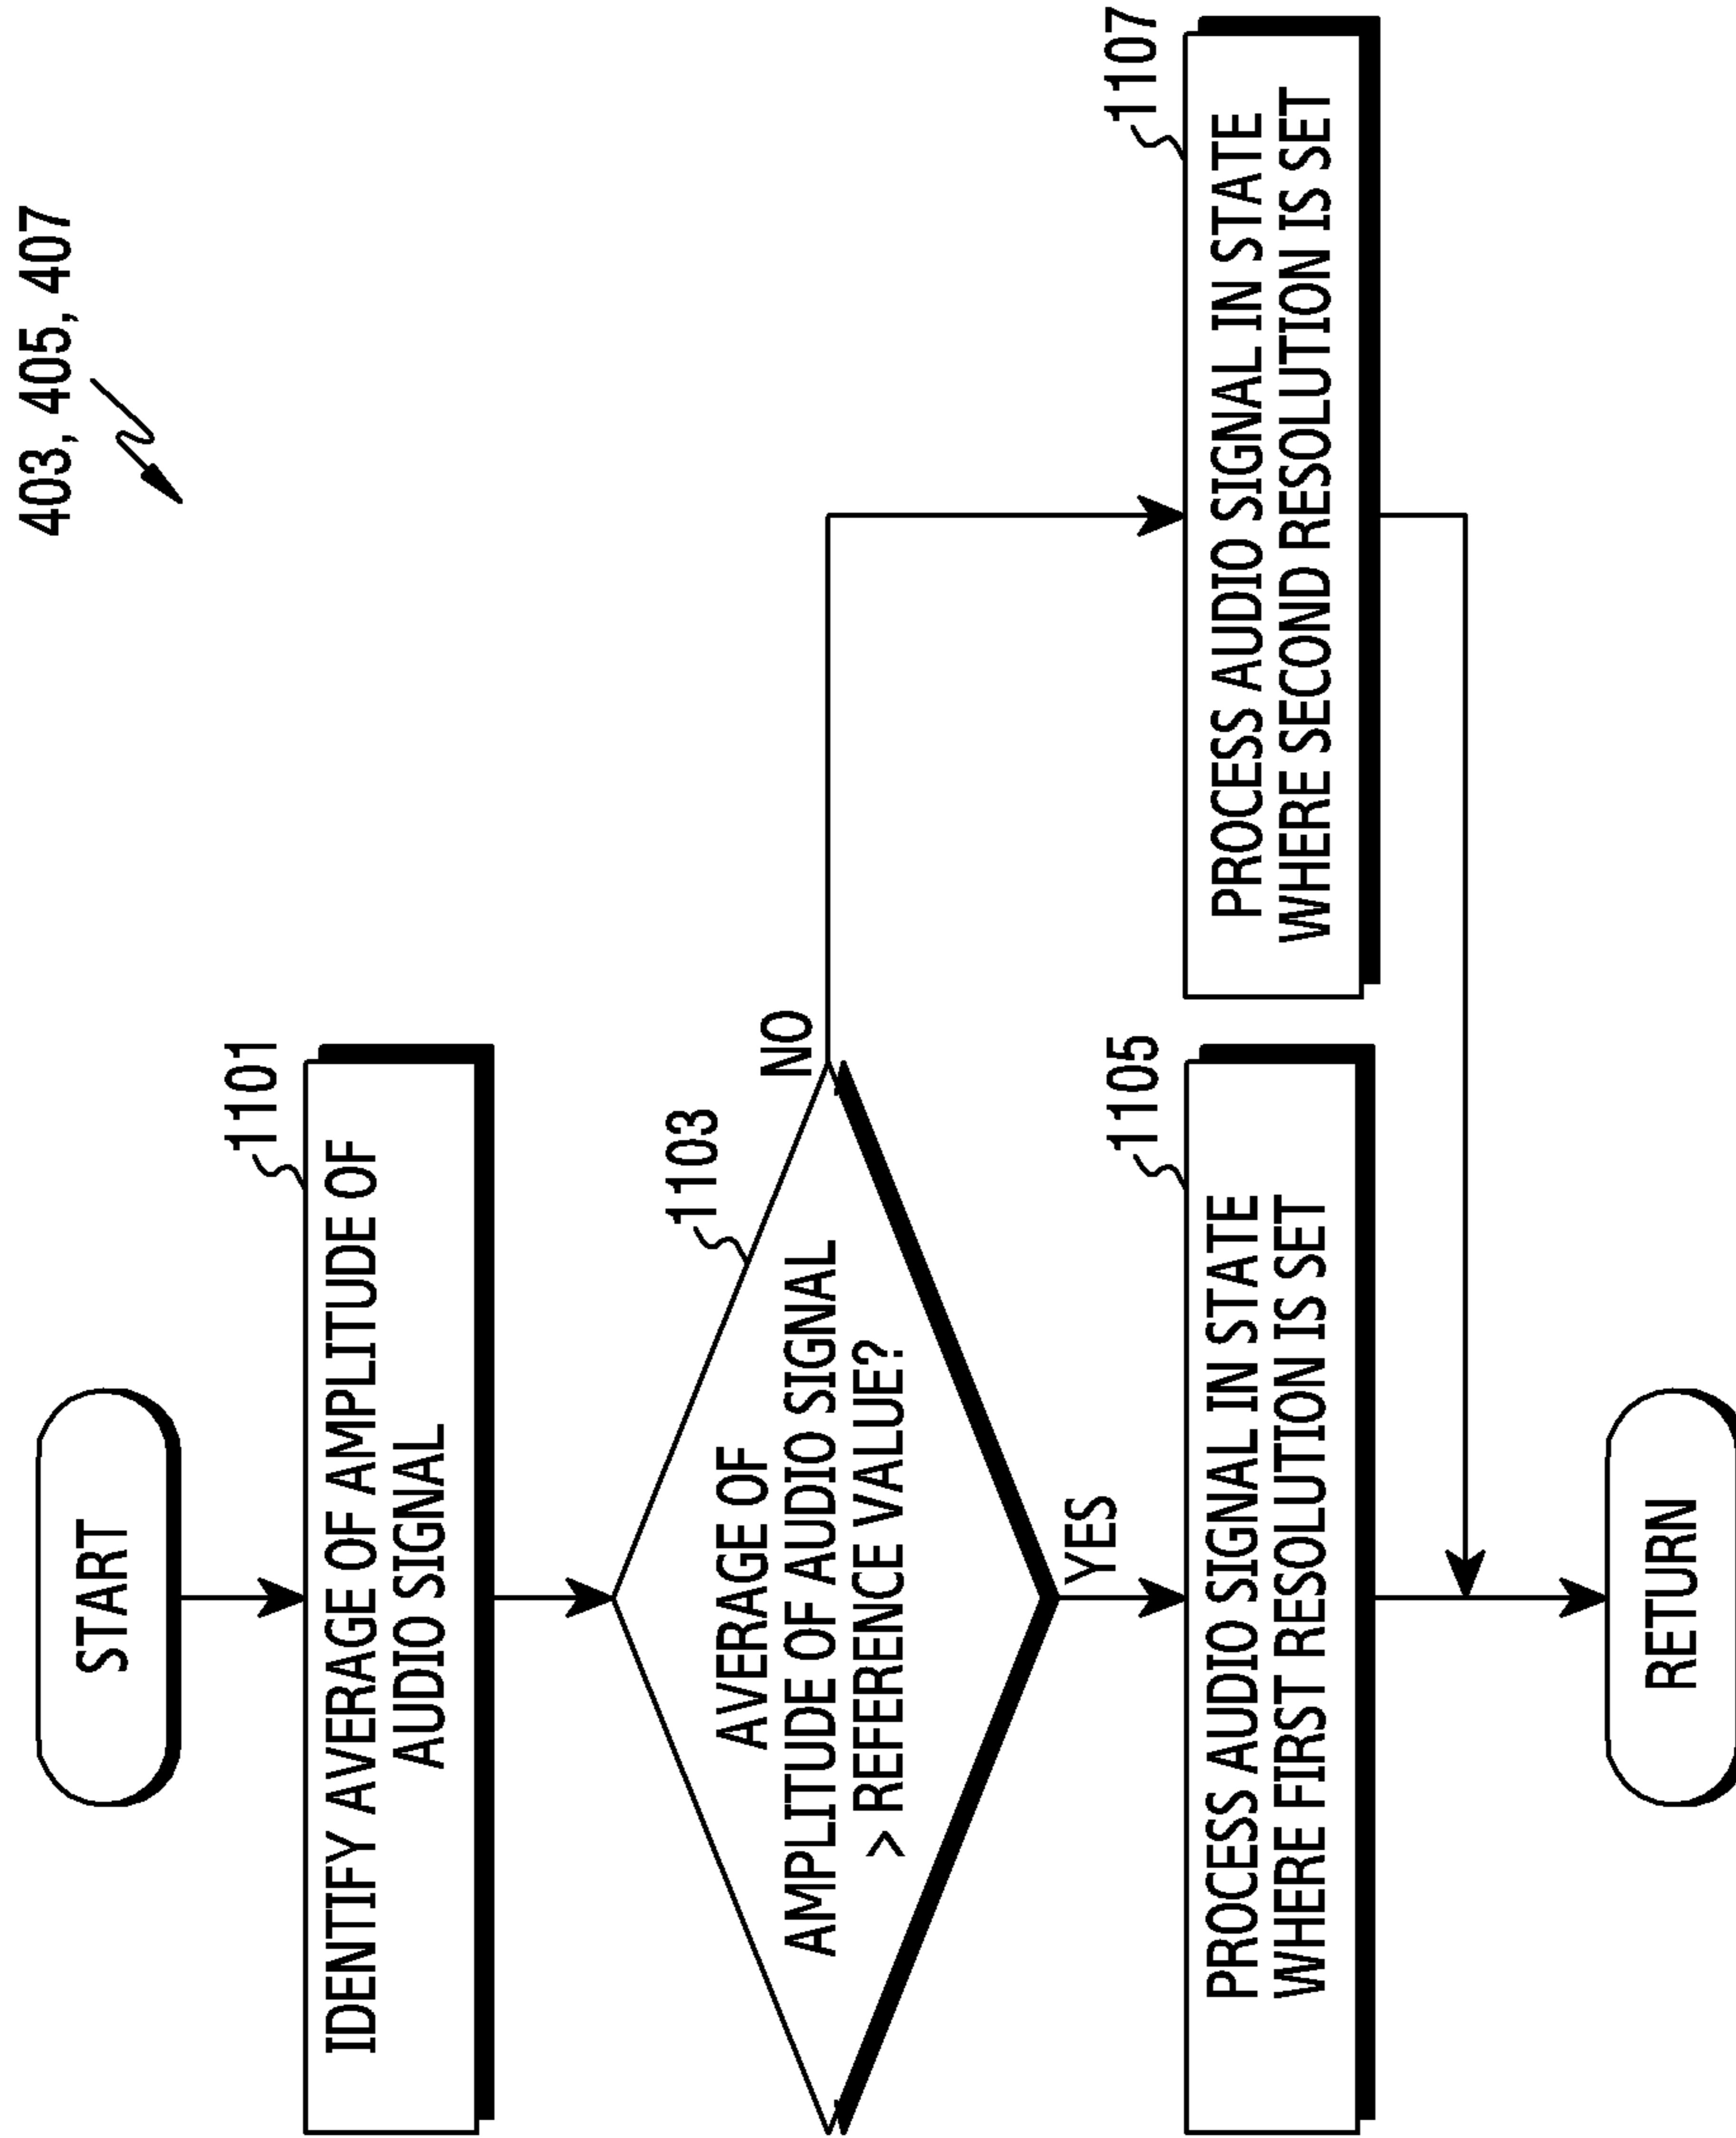 403, 405, 407
START
1101
IDENTIFY AVERAGE OF AMPLITUDE OF
AUDIO SIGNAL
1103
AVERAGE OF
AMPLITUDE OF AUDIO SIGNAL
> REFERENCE VALUE?
NO
YES
1105
PROCESS AUDIO SIGNAL IN STATE
WHERE FIRST RESOLUTION IS SET
1107
PROCESS AUDIO SIGNAL IN STATE
WHERE SECOND RESOLUTION IS SET
RETURN